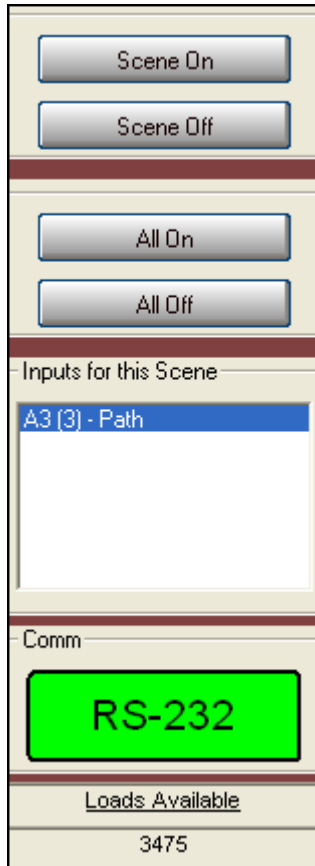 Scene On
Scene Off
All On
All Off
Inputs for this Scene
A3 (3) - Path
Comm
RS-232
Loads Available
3475